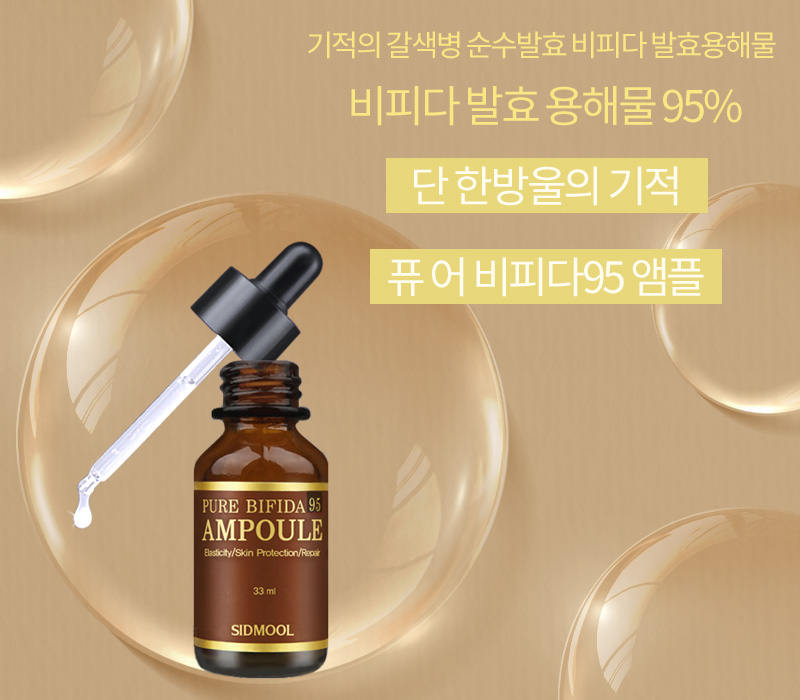 기적의 갈색병 순수발효 비피다 발효용해물
비피다 발효 용해물 95%
단 한방울의 기적
퓨 어 비피다95 앰플
PURE BIFIDA 95
AMPOULE
Elasticity/Skin Protection/Repair
33 ml
SIDMOOL